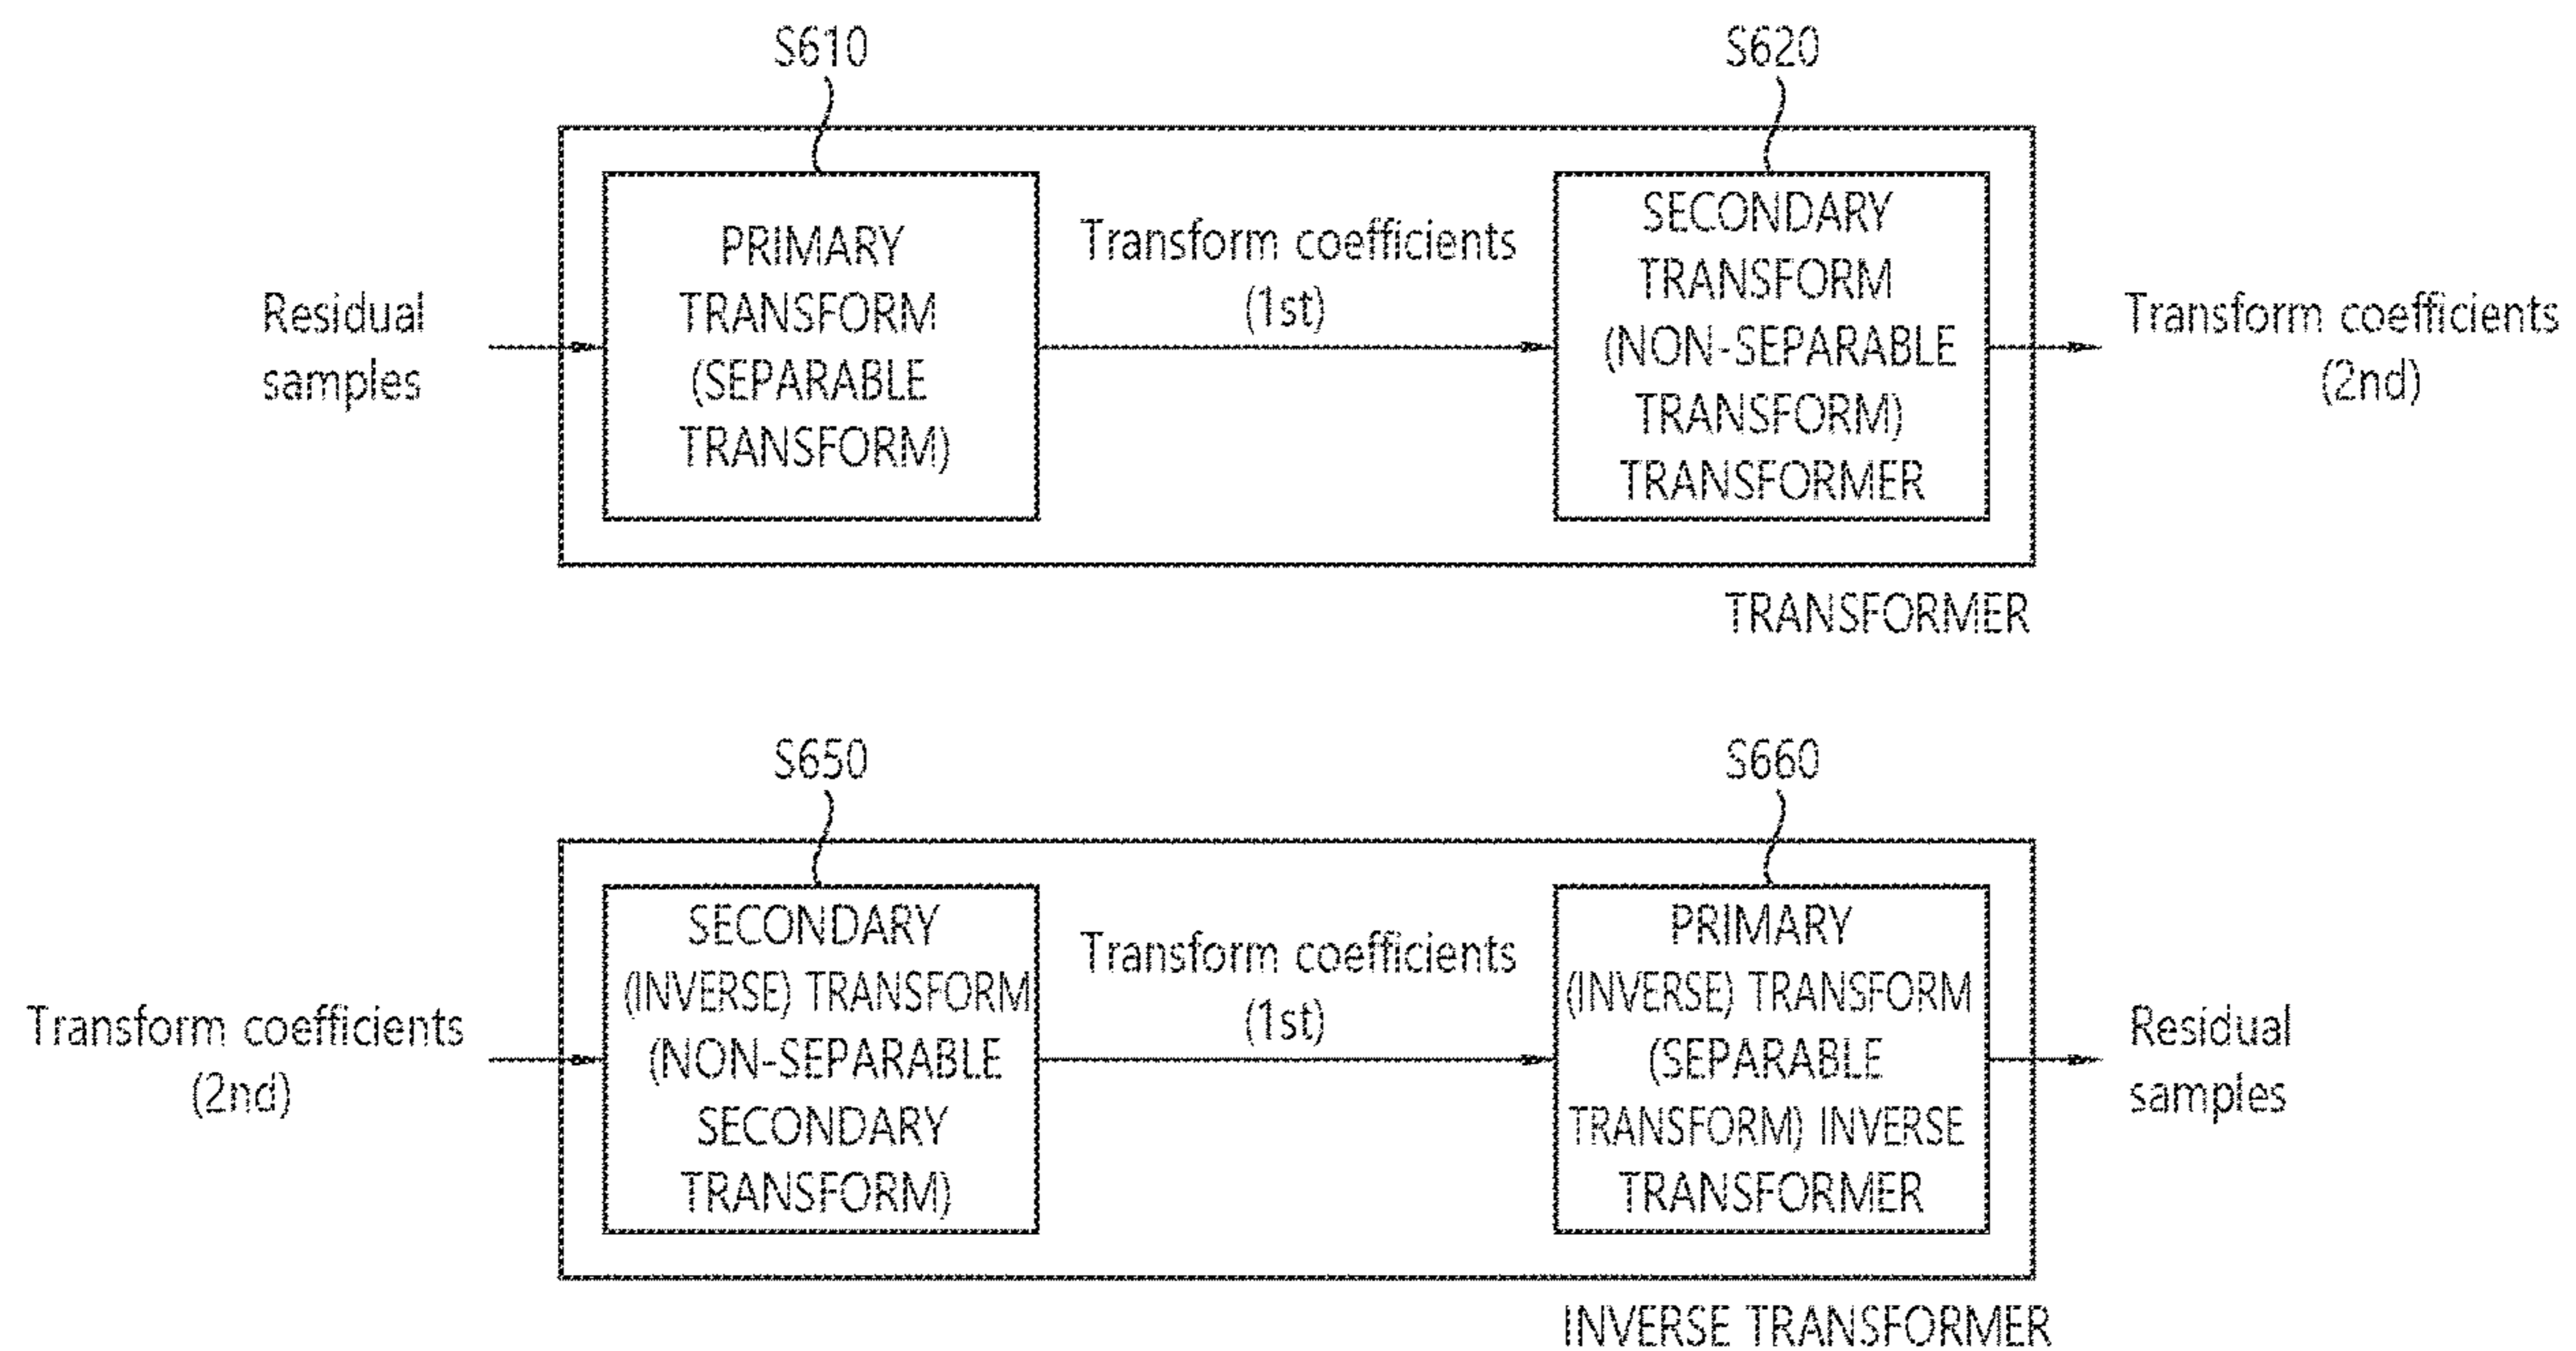 S610
S620
Residual
samples
PRIMARY
TRANSFORM
(SEPARABLE
TRANSFORM)
Transform coefficients
(1st)
SECONDARY
TRANSFORM
(NON-SEPARABLE
TRANSFORM)
TRANSFORMER
Transform coefficients
(2nd)
TRANSFORMER
S650
S660
Transform coefficients
(2nd)
SECONDARY
(INVERSE) TRANSFORM
(NON-SEPARABLE
SECONDARY
TRANSFORM)
Transform coefficients
(1st)
PRIMARY
(INVERSE) TRANSFORM
(SEPARABLE
TRANSFORM) INVERSE
TRANSFORMER
Residual
samples
INVERSE TRANSFORMER